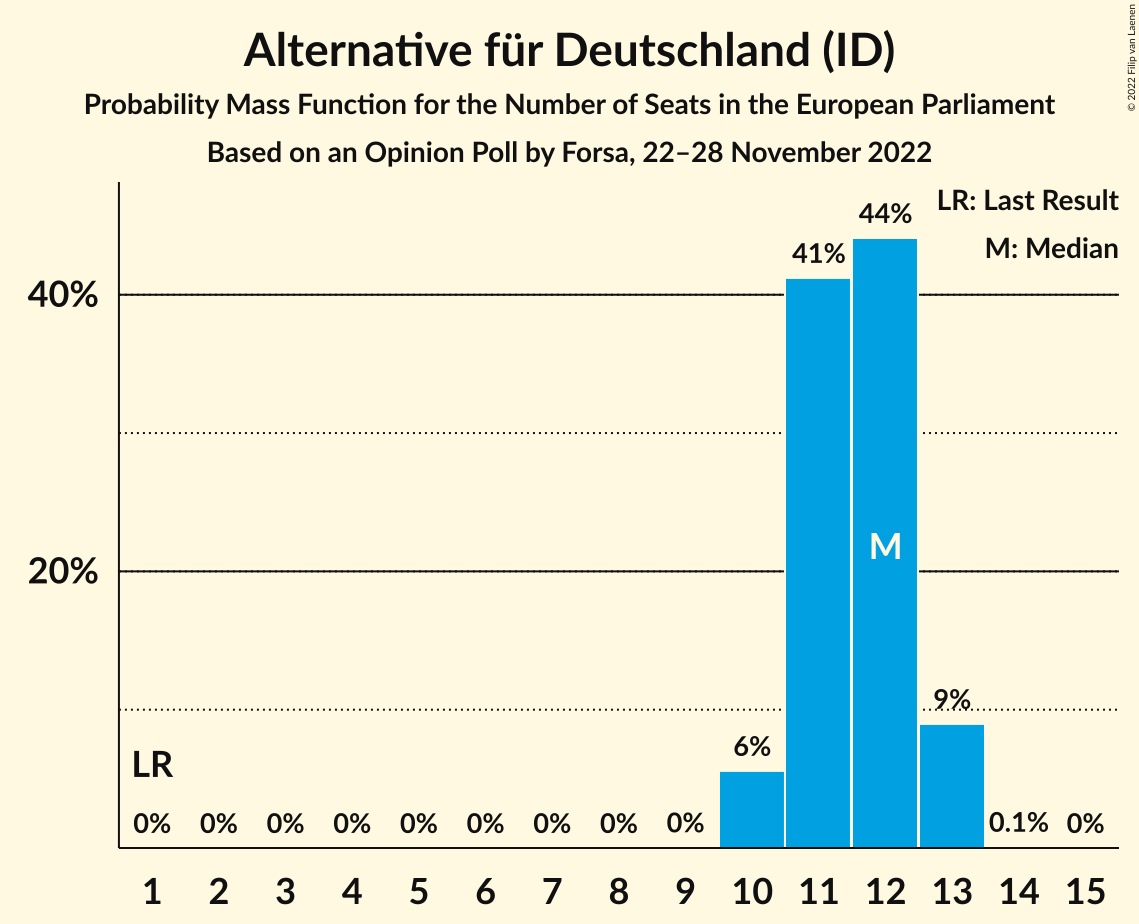 Alternative für Deutschland (ID)
Probability Mass Function for the Number of Seats in the European Parliament
Based on an Opinion Poll by Forsa, 22–28 November 2022
© 2022 Filip van Laenen
LR: Last Result
M: Median
40%
20%
LR
0% 0% 0% 0% 0% 0% 0% 0% 0% 6% 41% 44% 9% 0.1% 0%
M
1 2 3 4 5 6 7 8 9 10 11 12 13 14 15